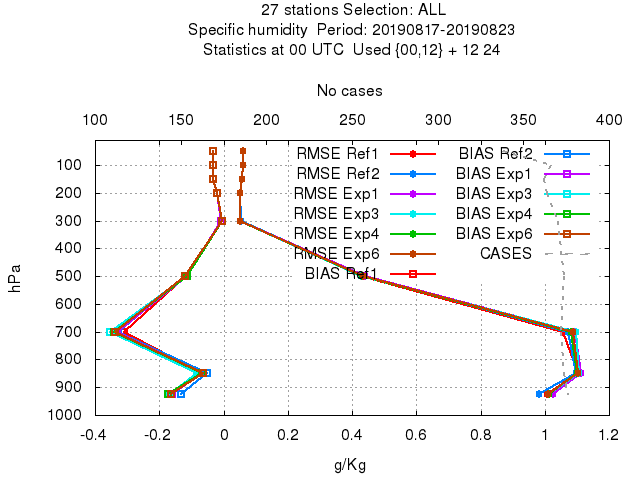 27 stations Selection: ALL
Specific humidity  Period: 20190817-20190823
Statistics at 00 UTC  Used {00,12} + 12 24
No cases
100 150 200 250 300 350 400
RMSE Ref1 BIAS Ref2
RMSE Ref2 BIAS Exp1
RMSE Exp1 BIAS Exp3
RMSE Exp3 BIAS Exp4
RMSE Exp4 BIAS Exp6
RMSE Exp6 CASES
BIAS Ref1
hPa
100
200
300
400
500
600
700
800
900
1000
-0.4 -0.2 0 0.2 0.4 0.6 0.8 1 1.2
g/Kg